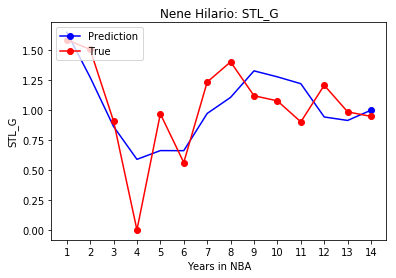 Nene Hilario: STL_G
Prediction
True
1.50
1.25
1.00
0.75
0.50
0.25
0.00
STL_G
1 2 3 4 5 6 7 8 9 10 11 12 13 14
Years in NBA